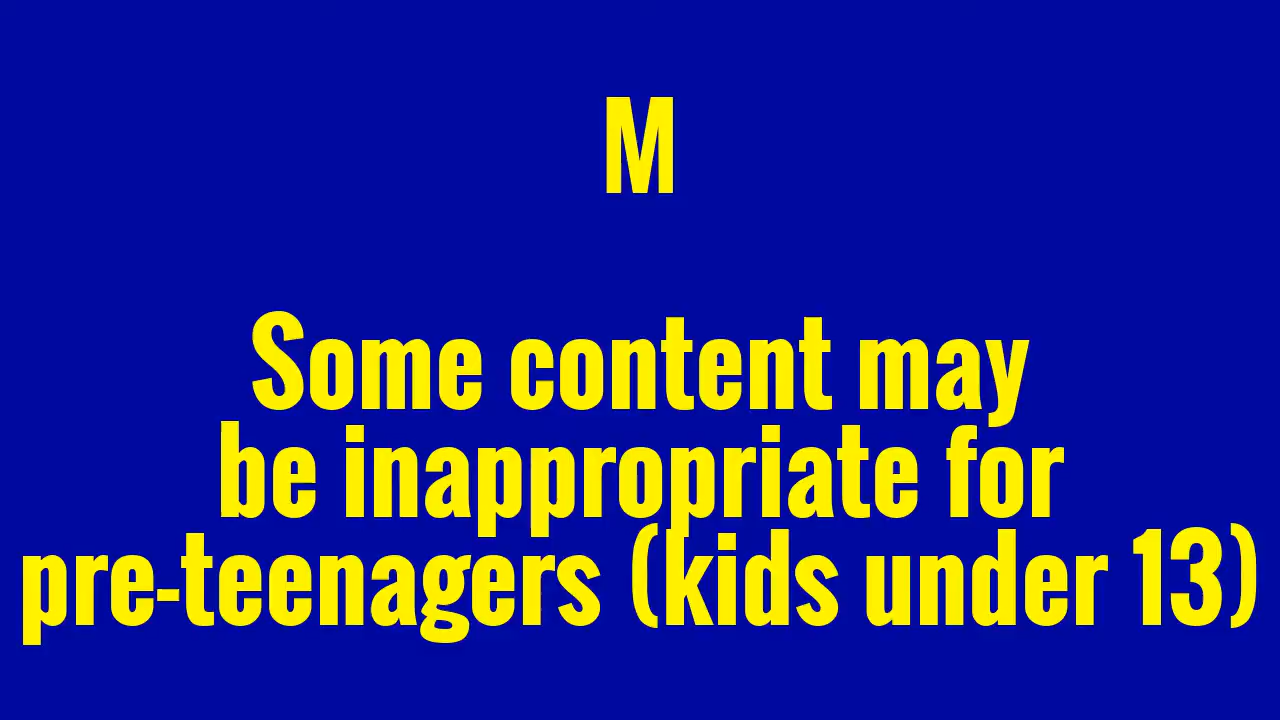 M
Some content may
be inappropriate for
pre-teenagers (kids under 13)